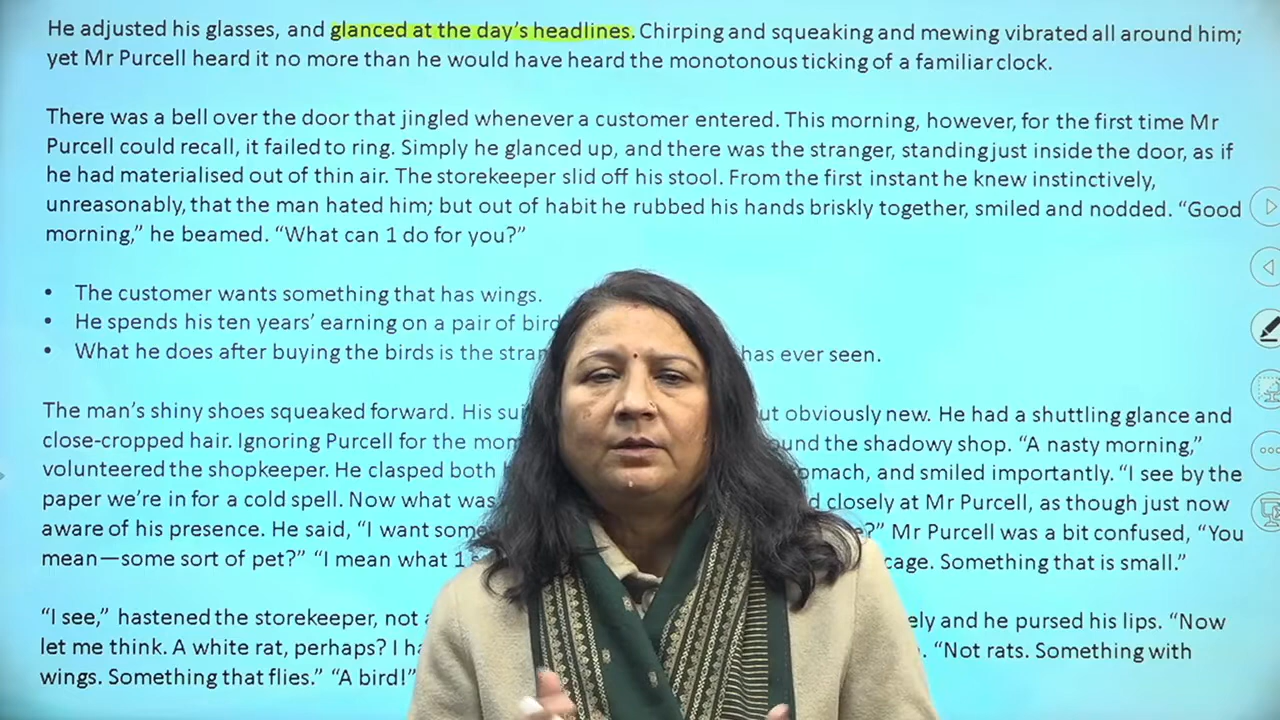 He adjusted his glasses, and glanced at the day's headlines. Chirping and squeaking and mewing vibrated all around him;
yet Mr Purcell heard it no more than he would have heard the monotonous ticking of a familiar clock.
There was a bell over the door that jingled whenever a customer entered. This morning, however, for the first time Mr
Purcell could recall, it failed to ring. Simply he glanced up, and there was the stranger, standing just inside the door, as if
he had materialised out of thin air. The storekeeper slid off his stool. From the first instant he knew instinctively,
unreasonably, that the man hated him; but out of habit he rubbed his hands briskly together, smiled and nodded. “Good
morning,” he beamed. “What can 1 do for you?”
• The customer wants something that has wings.
• He spends his ten years’ earning on a pair of
• What he does after buying the birds is the has ever seen.
The man’s shiny shoes squeaked forward. His obviously new. He had a shuttling glance and
close-cropped hair. Ignoring Purcell for the the shadowy shop. “A nasty morning,”
volunteered the shopkeeper. He clasped both and smiled importantly. “I see by the
paper we’re in for a cold spell. Now what was closely at Mr Purcell, as though just now
aware of his presence. He said, “I want Mr Purcell was a bit confused, “You
mean—some sort of pet?” “I mean what 1 cage. Something that is small.”
“I see,” hastened the storekeeper, not and he pursed his lips. “Now
let me think. A white rat, perhaps? I “Not rats. Something with
wings. Something that flies.” “A bird!”